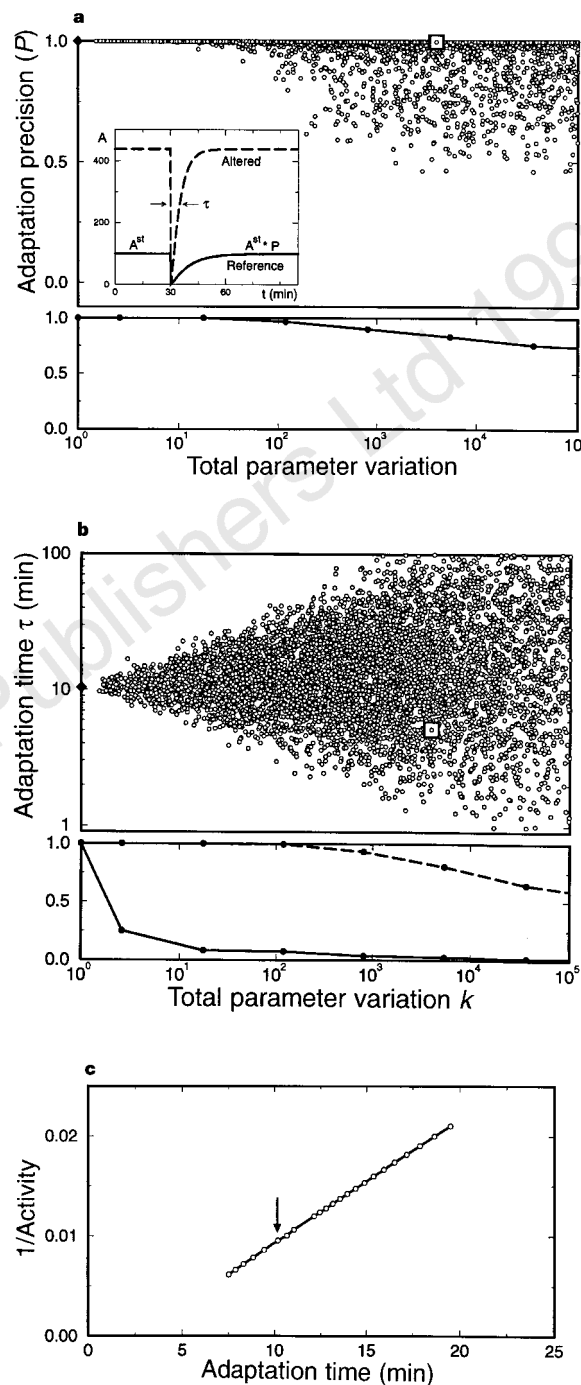 a
Adaptation precision (P)
1.0
0.5
0.0
A
400
200
0
A^st
Altered
τ
A^st * P
Reference
0
30
60
t (min)
1.0
0.5
0.0
10^0
10^1
10^2
10^3
10^4
10
Total parameter variation
b
Adaptation time τ (min)
100
10
1
1.0
0.5
0.0
10^0
10^1
10^2
10^3
10^4
10^5
Total parameter variation k
c
1/Activity
0.02
0.01
0.00
0
5
10
15
20
25
Adaptation time (min)
Publishers Ltd 199